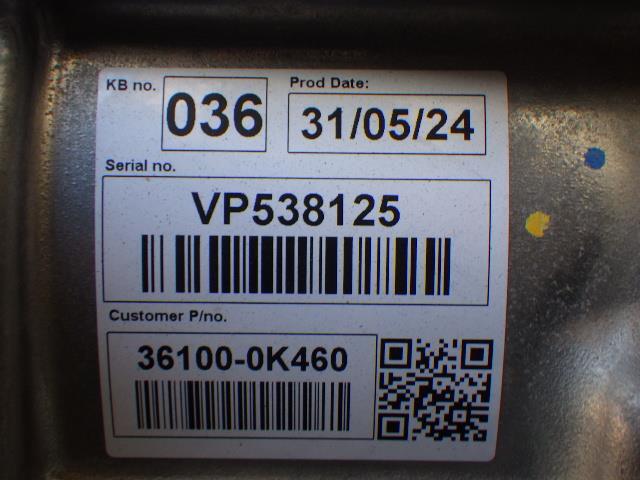 KB no. 036 Prod Date: 31/05/24
Serial no.
VP538125
Customer P/no.
36100-0K460